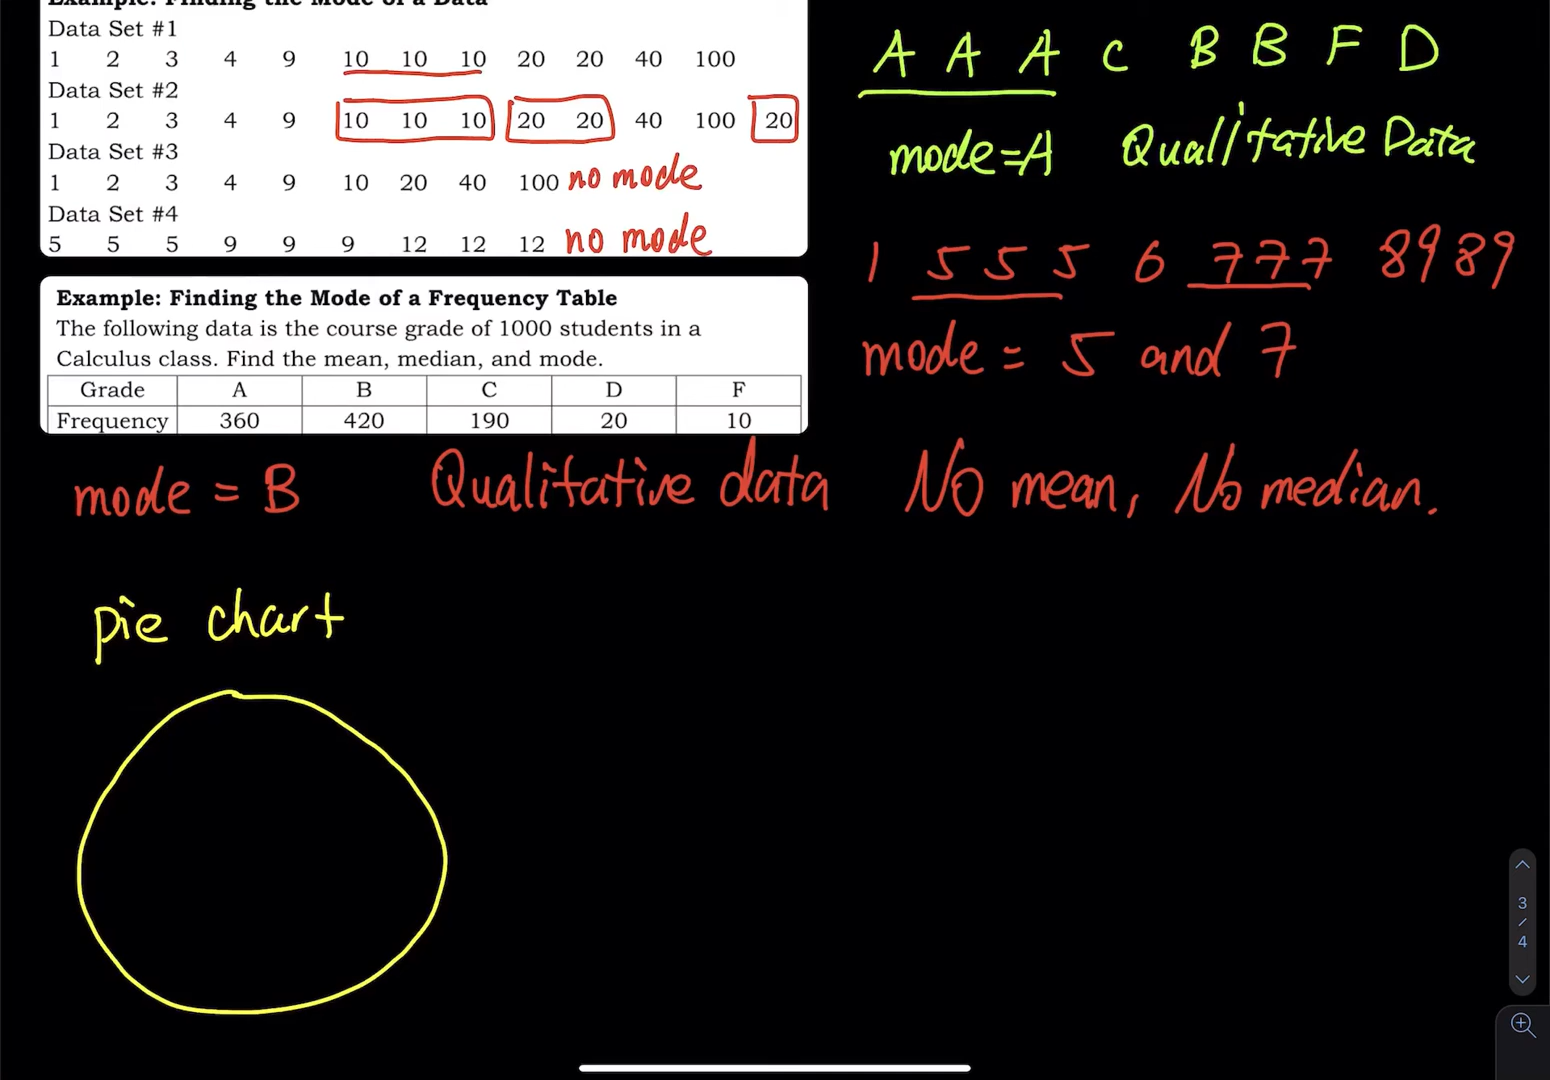 Example: Finding the Mode of a Data
Data Set #1
1 2 3 4 9 10 10 10 20 20 40 100
Data Set #2
1 2 3 4 9 10 10 10 20 20 40 100 20
Data Set #3
1 2 3 4 9 10 20 40 100 no mode
Data Set #4
5 5 5 9 9 9 12 12 12 no mode
A A A C B B F D
mode=A Qualitative Data
1 5 5 5 6 7 7 7 8 9 8 9
mode = 5 and 7
Example: Finding the Mode of a Frequency Table
The following data is the course grade of 1000 students in a
Calculus class. Find the mean, median, and mode.
Grade A B C D F
Frequency 360 420 190 20 10
mode = B Qualitative data No mean, No median.
pie chart
3
/
4